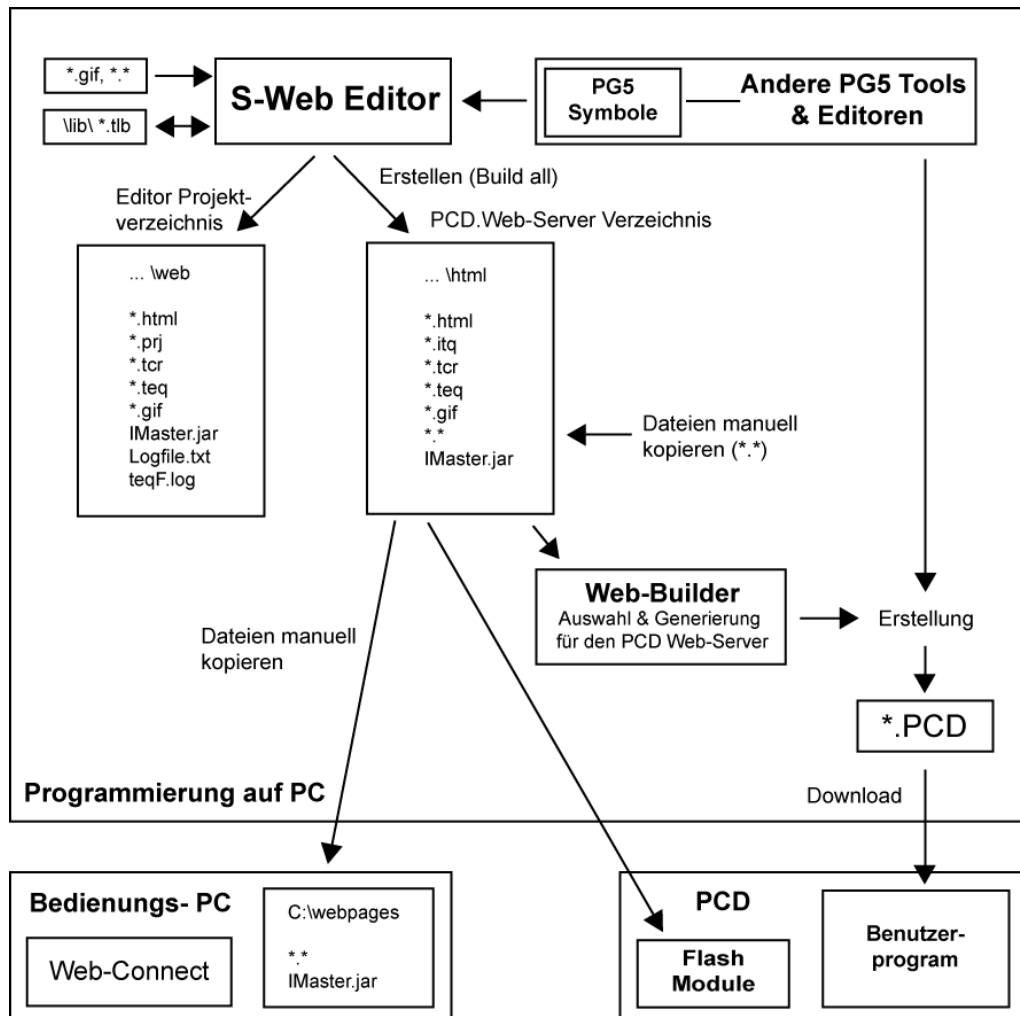 *.gif, *.*
\lib\ *.tlb
S-Web Editor
PG5
Symbole
Andere PG5 Tools
& Editoren
Editor Projekt-
verzeichnis
Erstellen (Build all)
PCD.Web-Server Verzeichnis
... \web
*.html
*.prj
*.tcr
*.teq
*.gif
IMaster.jar
Logfile.txt
teqF.log
... \html
*.html
*.itq
*.tcr
*.teq
*.gif
*.*
IMaster.jar
Dateien manuell
kopieren (*.*)
Web-Builder
Auswahl & Generierung
für den PCD Web-Server
Erstellung
Dateien manuell
kopieren
*.PCD
Programmierung auf PC
Download
Bedienungs- PC
Web-Connect
C:\webpages
*.*
IMaster.jar
PCD
Flash
Module
Benutzer-
program